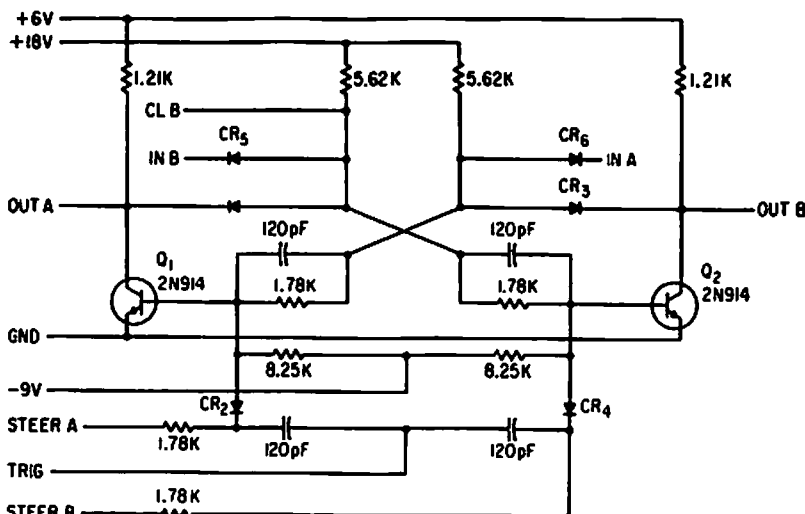 +6V
+18V
1.21K
5.62K
5.62K
1.21K
CL B
CR5
CR6
IN B
IN A
CR3
OUT A
OUT B
120pF
120pF
Q1
2N914
1.78K
1.78K
Q2
2N914
GND
8.25K
8.25K
-9V
CR2
CR4
STEER A
1.78K
120pF
120pF
TRIG
1.78K
STEER B